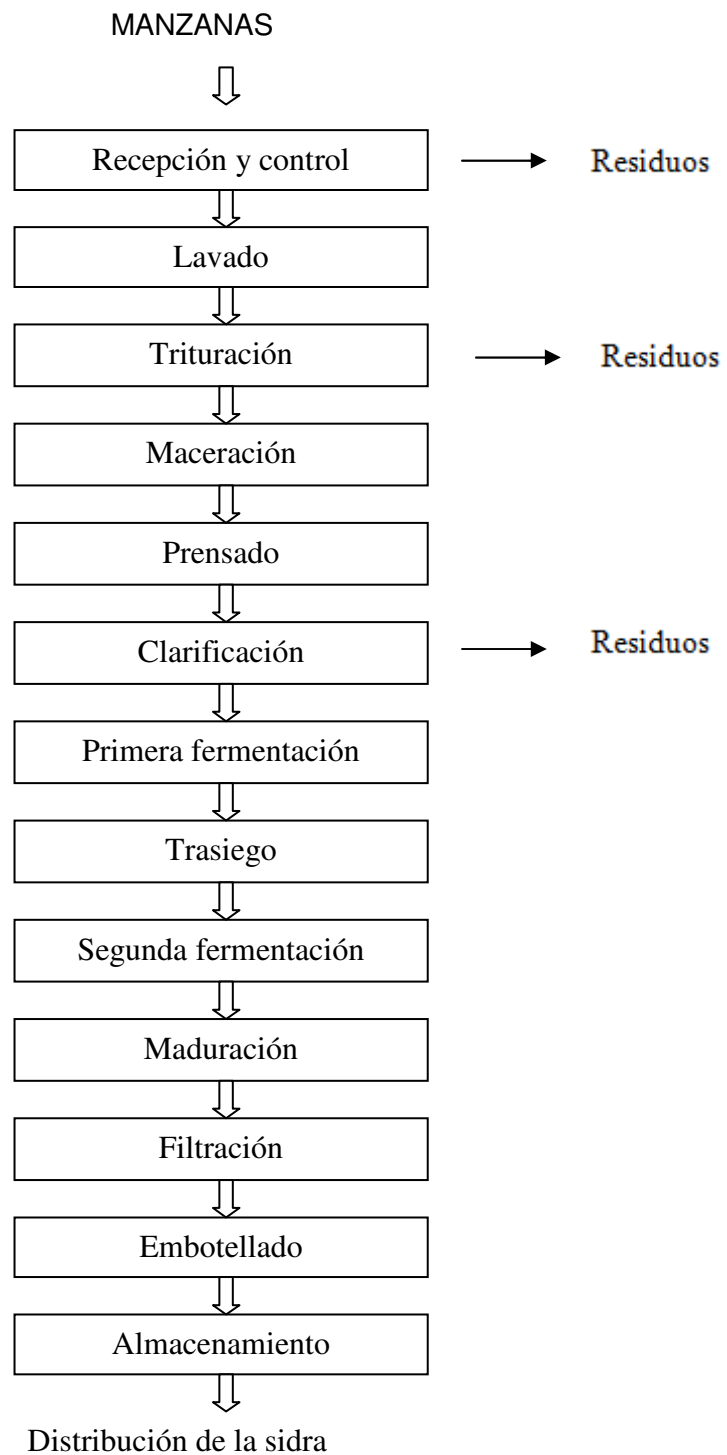 MANZANAS
Recepción y control
Residuos
Lavado
Trituración
Residuos
Maceración
Prensado
Clarificación
Residuos
Primera fermentación
Trasiego
Segunda fermentación
Maduración
Filtración
Embotellado
Almacenamiento
Distribución de la sidra